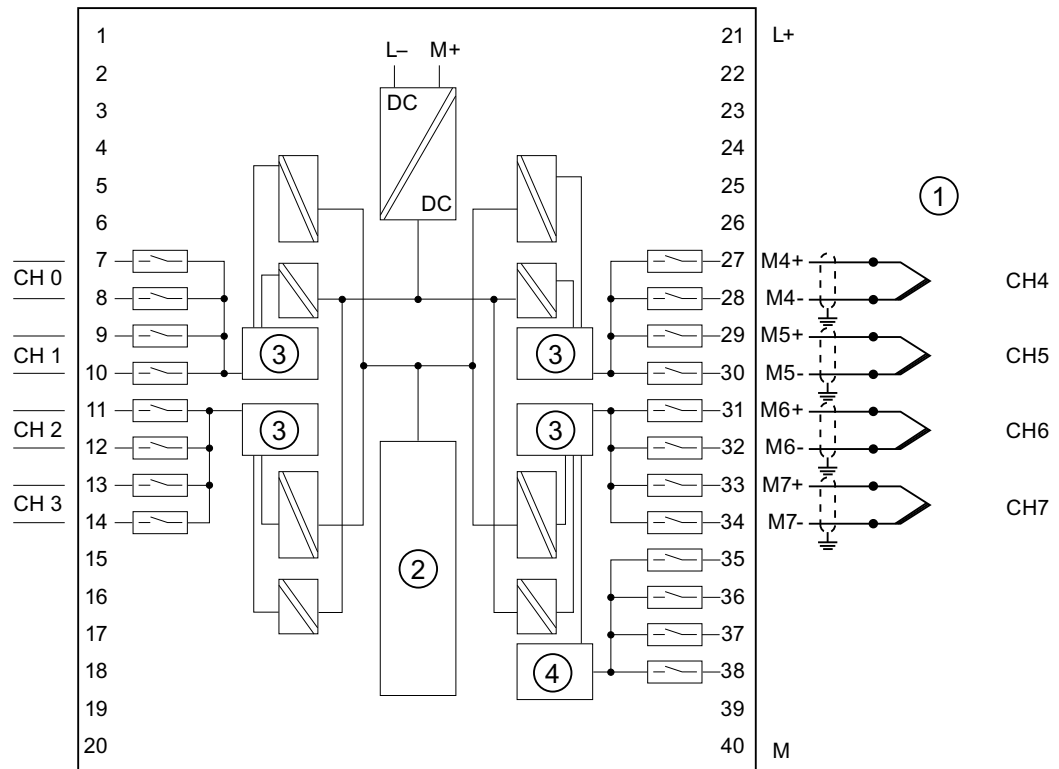 1 21 L+
2 L– M+ 22
3 DC 23
4 24
5 25
DC ①
6 26
7 27 M4+
CH 0 CH4
8 28 M4-
9 29 M5+
CH 1 ③ ③ CH5
10 30 M5-
11 31 M6+
CH 2 ③ ③ CH6
12 32 M6-
13 33 M7+
CH 3 CH7
14 34 M7-
15 35
②
16 36
17 37
18 ④ 38
19 39
20 40 M